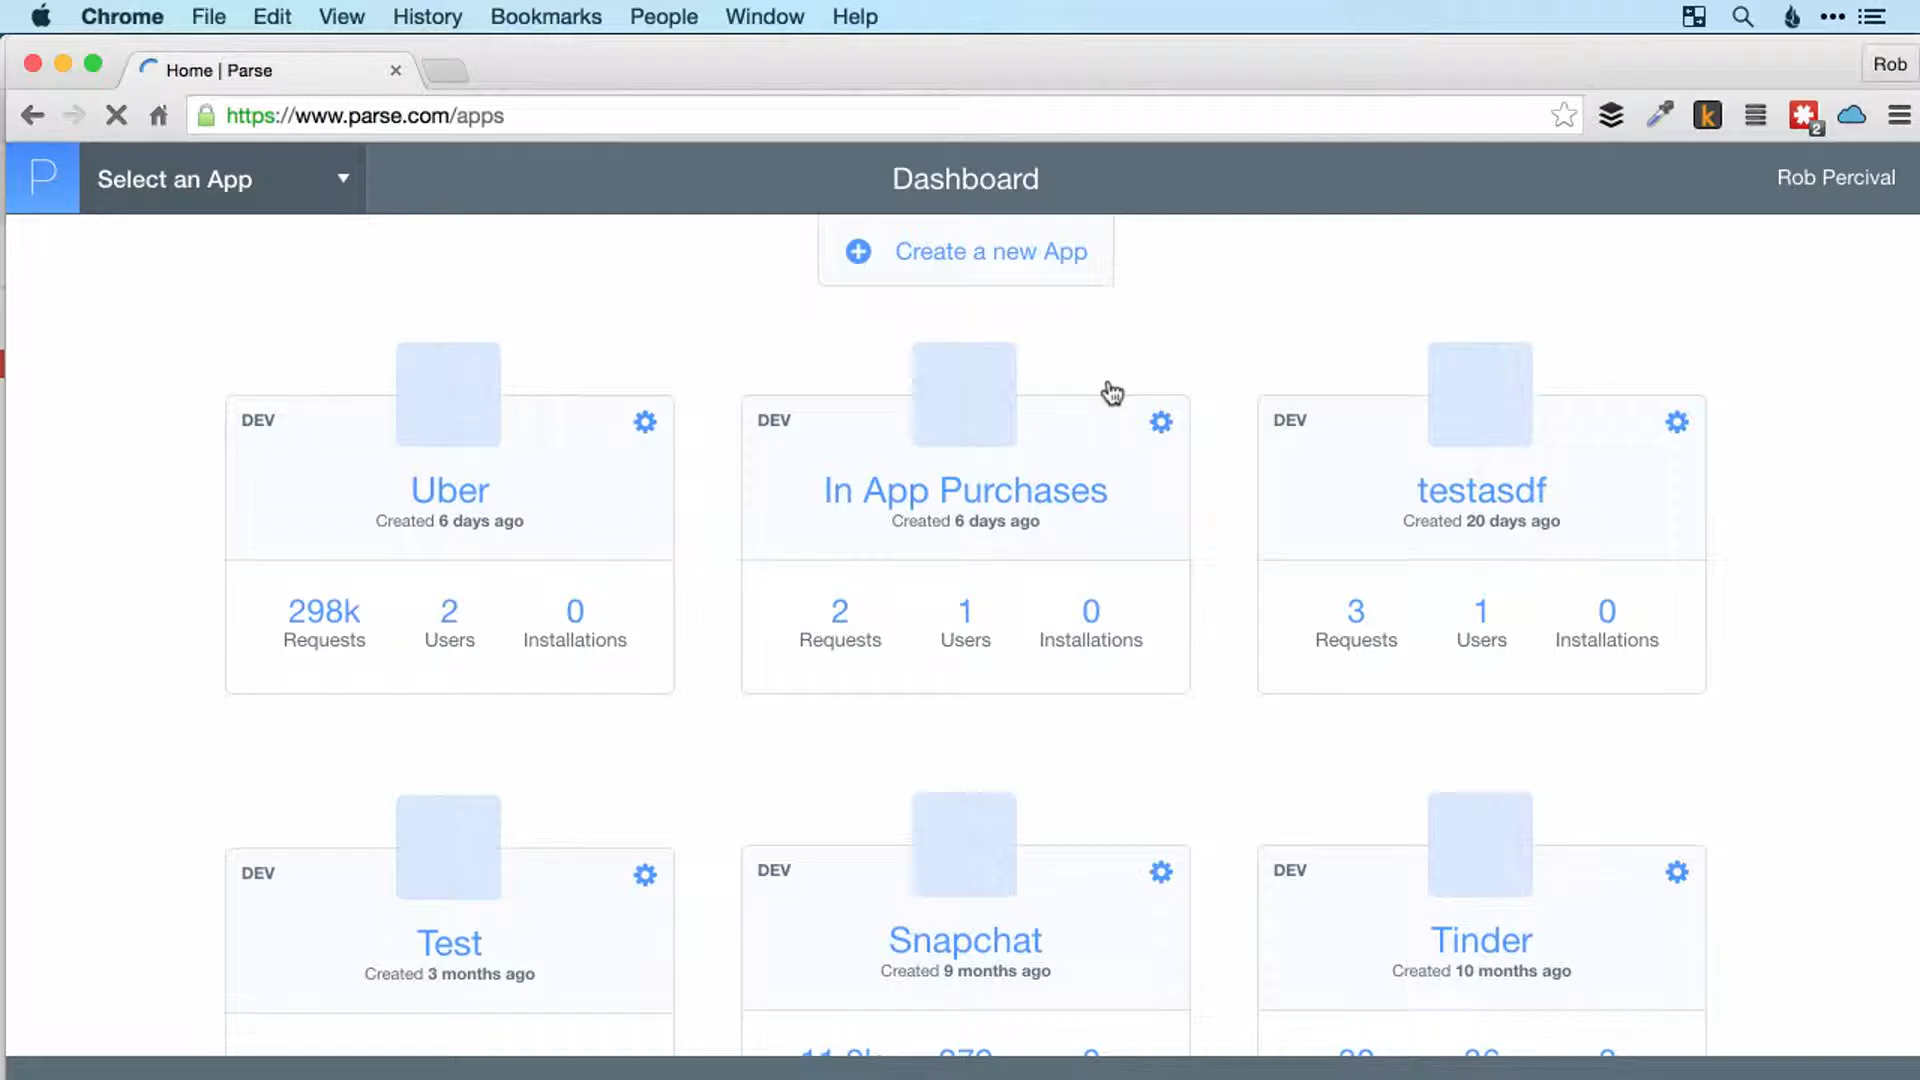 Chrome File Edit View History Bookmarks People Window Help
Home | Parse
Rob
https://www.parse.com/apps
2
P Select an App Dashboard Rob Percival
Create a new App
DEV DEV DEV
Uber In App Purchases testasdf
Created 6 days ago Created 6 days ago Created 20 days ago
298k 2 0 2 1 0 3 1 0
Requests Users Installations Requests Users Installations Requests Users Installations
DEV DEV DEV
Test Snapchat Tinder
Created 3 months ago Created 9 months ago Created 10 months ago